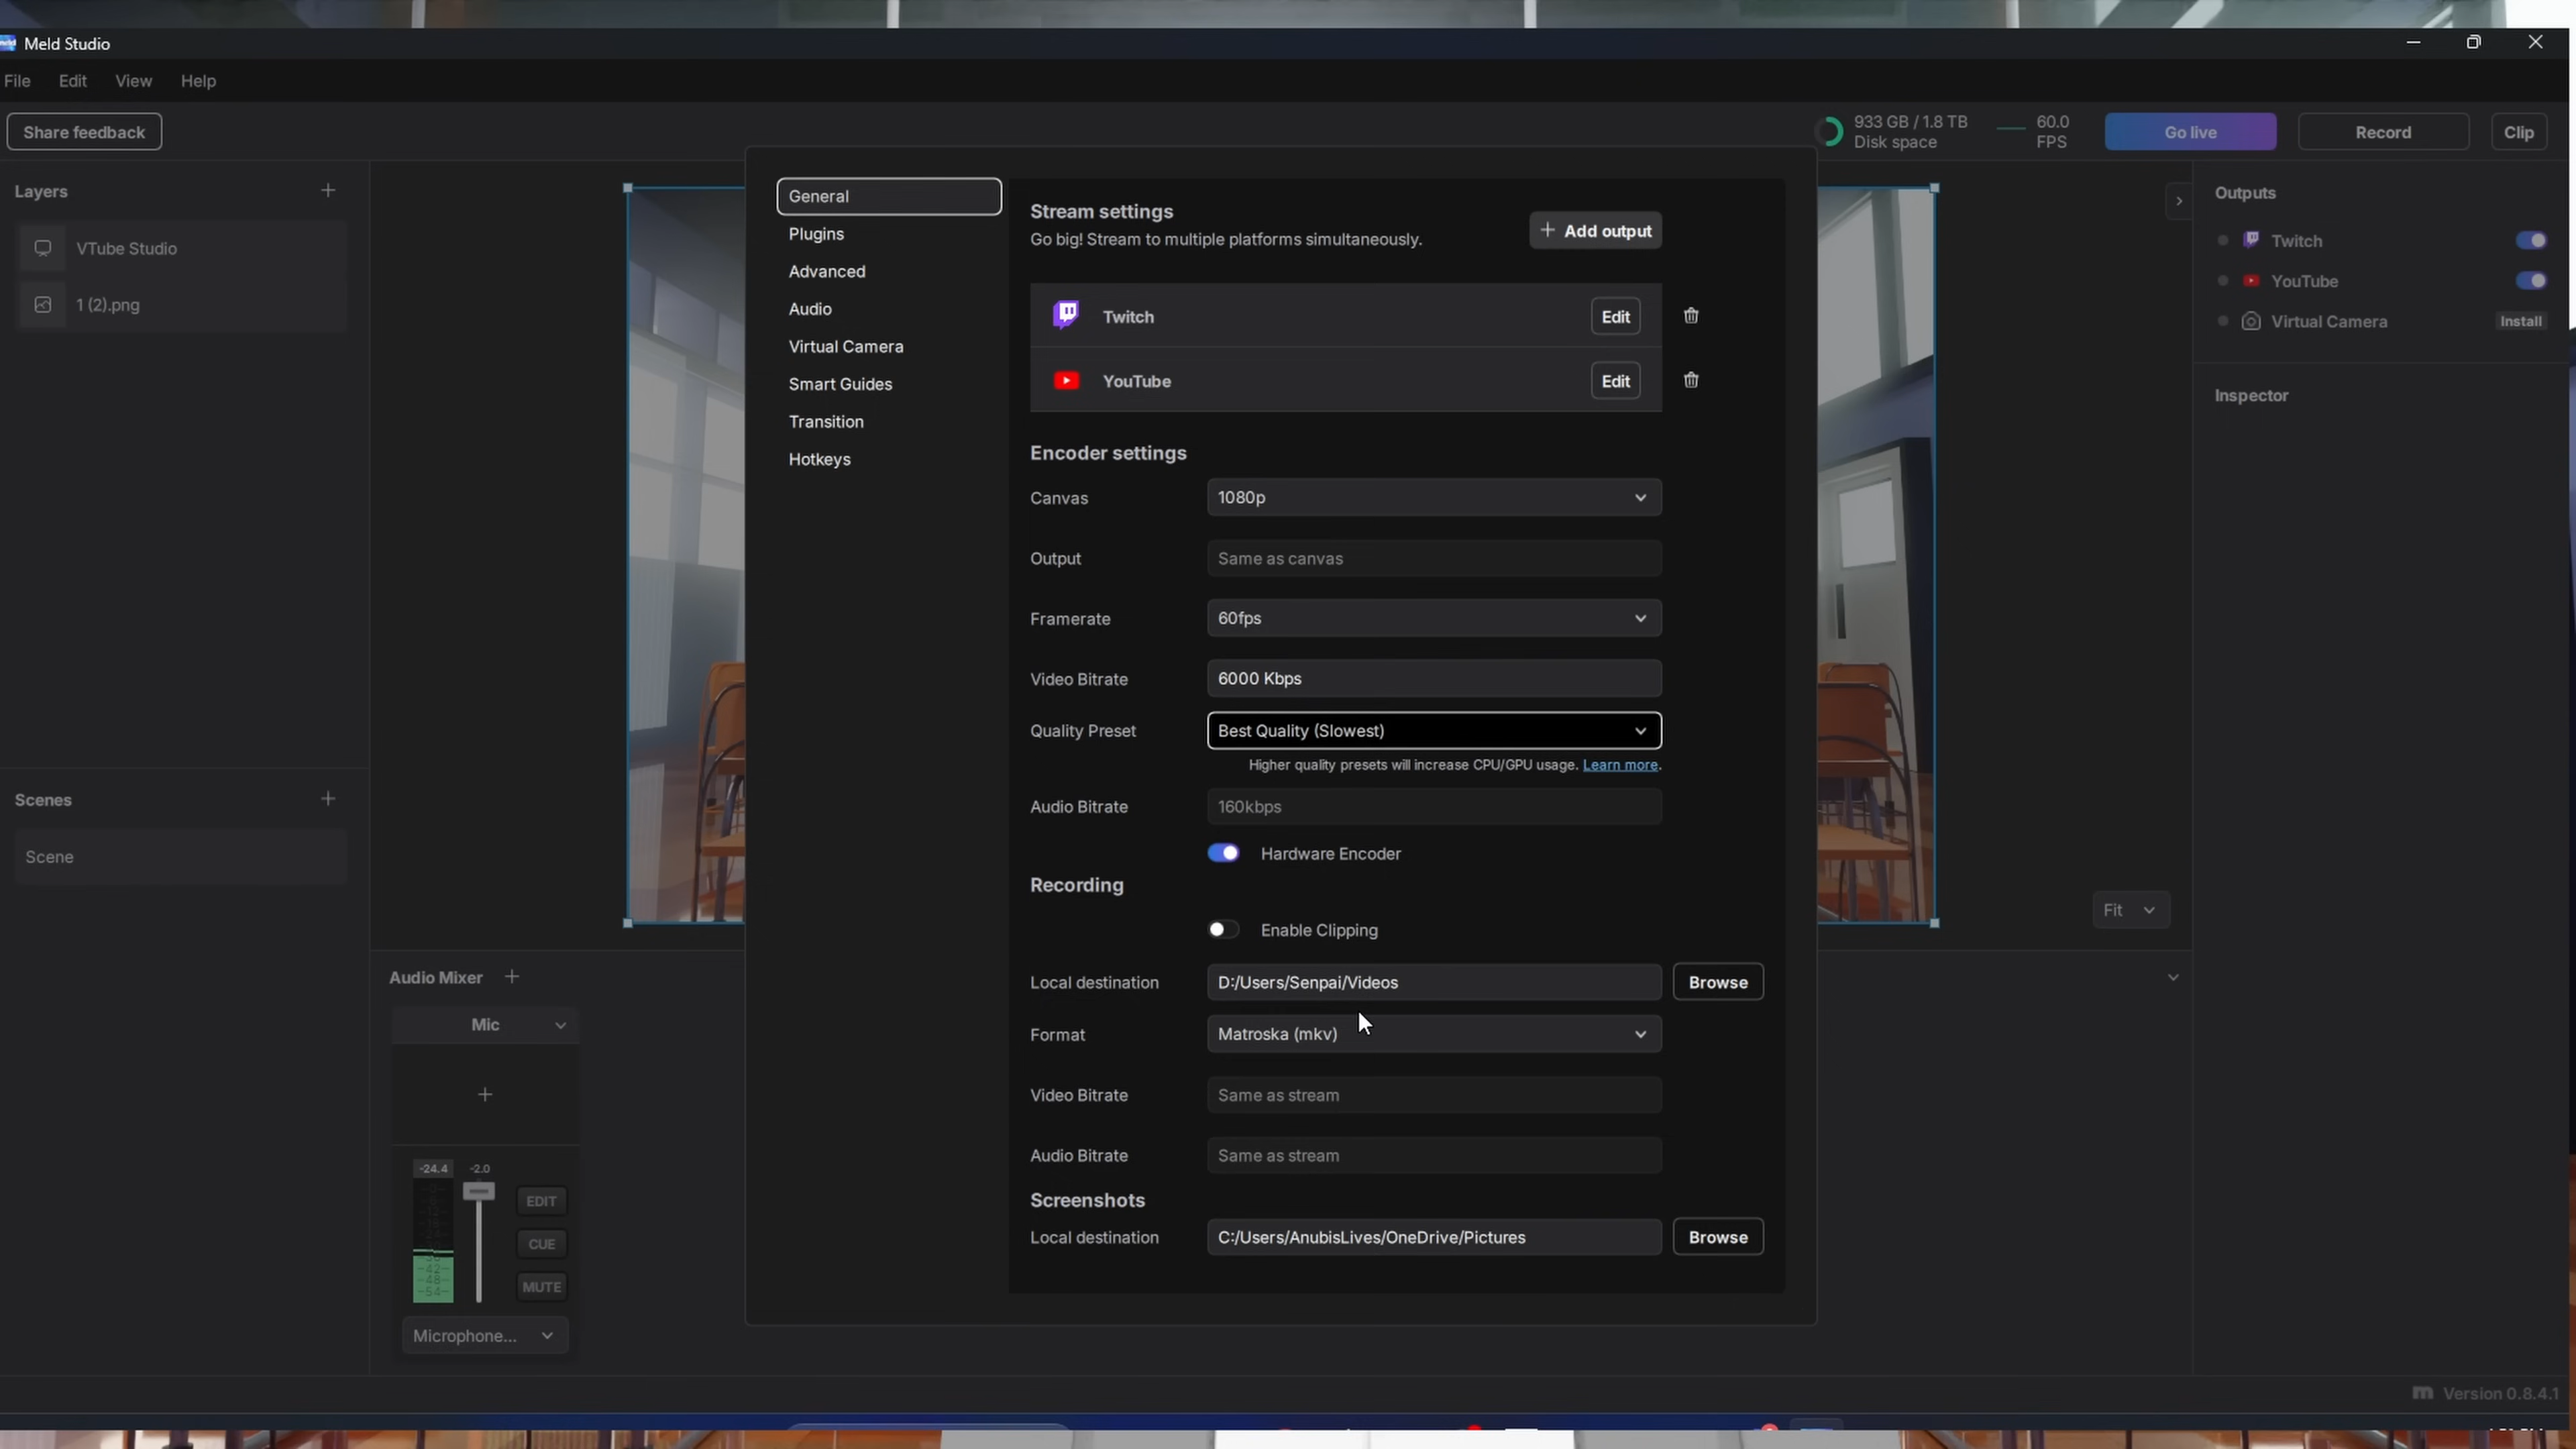 Meld Studio
File Edit View Help
Share feedback
933 GB / 1.8 TB
Disk space
60.0
FPS
Go live
Record
Clip
Layers
VTube Studio
1 (2).png
Scenes
Scene
General
Plugins
Advanced
Audio
Virtual Camera
Smart Guides
Transition
Hotkeys
Stream settings
Go big! Stream to multiple platforms simultaneously.
Add output
Twitch Edit
YouTube Edit
Encoder settings
Canvas 1080p
Output Same as canvas
Framerate 60fps
Video Bitrate 6000 Kbps
Quality Preset Best Quality (Slowest)
Higher quality presets will increase CPU/GPU usage. Learn more.
Audio Bitrate 160kbps
Hardware Encoder
Recording
Enable Clipping
Local destination D:/Users/Senpai/Videos Browse
Format Matroska (mkv)
Video Bitrate Same as stream
Audio Bitrate Same as stream
Screenshots
Local destination C:/Users/AnubisLives/OneDrive/Pictures Browse
Outputs
Twitch
YouTube
Virtual Camera Install
Inspector
Fit
Audio Mixer
Mic
-24.4 -2.0
EDIT
CUE
MUTE
-42-
-48-
-54-
Microphone...
Version 0.8.4.1